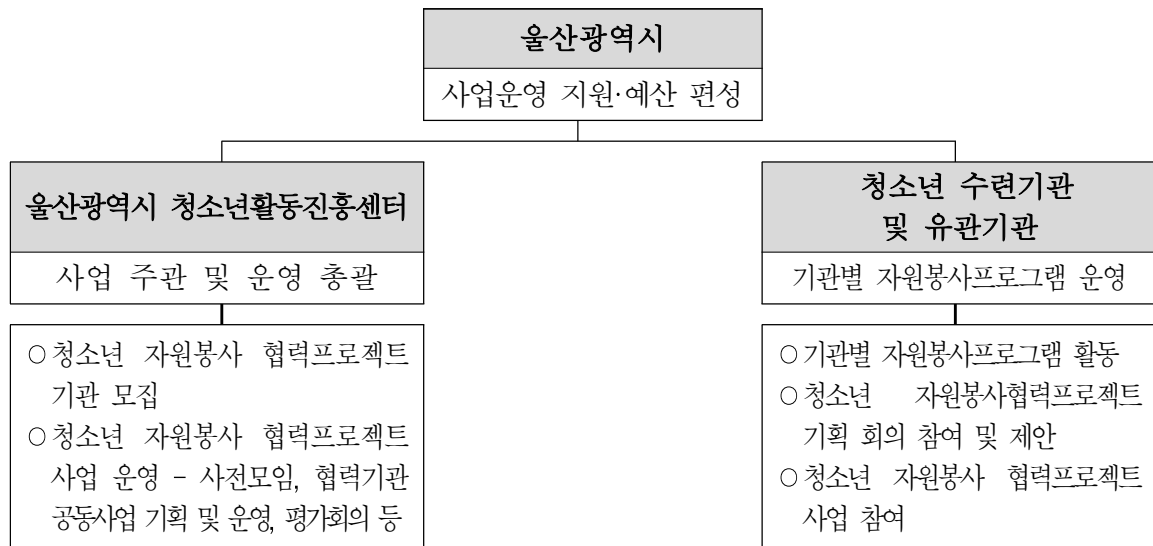 울산광역시
사업운영 지원·예산 편성
울산광역시 청소년활동진흥센터
사업 주관 및 운영 총괄
○ 청소년 자원봉사 협력프로젝트
기관 모집
○ 청소년 자원봉사 협력프로젝트
사업 운영 - 사전모임, 협력기관
공동사업 기획 및 운영, 평가회의 등
청소년 수련기관
및 유관기관
기관별 자원봉사프로그램 운영
○ 기관별 자원봉사프로그램 활동
○ 청소년 자원봉사협력프로젝트
기획 회의 참여 및 제안
○ 청소년 자원봉사 협력프로젝트
사업 참여